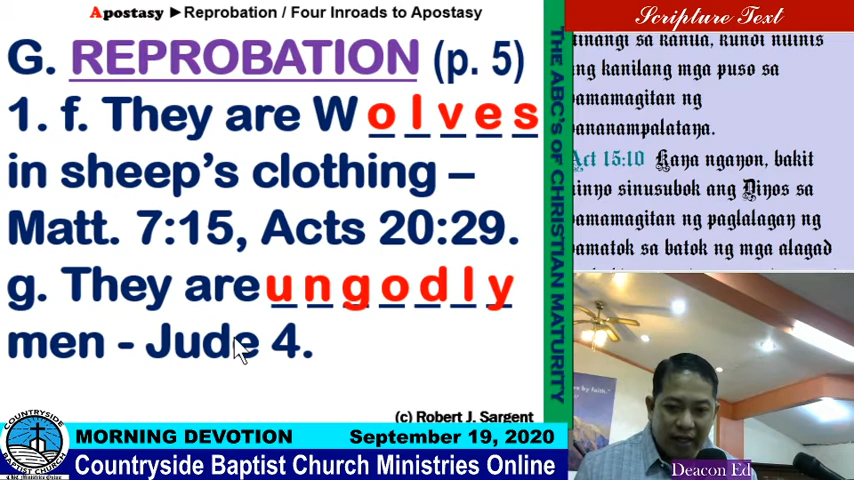 Apostasy ►Reprobation / Four Inroads to Apostasy
G. REPROBATION (p. 5)
1. f. They are Wolves
in sheep's clothing –
Matt. 7:15, Acts 20:29.
g. They are ungodly
men - Jude 4.
(c) Robert J. Sargent
THE ABC's OF CHRISTIAN MATURITY
Scripture Text
ang kanilang mga puso sa
pamamagitan ng
pananampalataya.
Act 15:10 Kaya ngayon, bakit
ninyo sinusubok ang Diyos sa
pamamagitan ng paglalagay ng
pamatok sa batok ng mga alagad
Deacon Ed
COUNTRYSIDE
BAPTIST CHURCH
MORNING DEVOTION September 19, 2020
Countryside Baptist Church Ministries Online